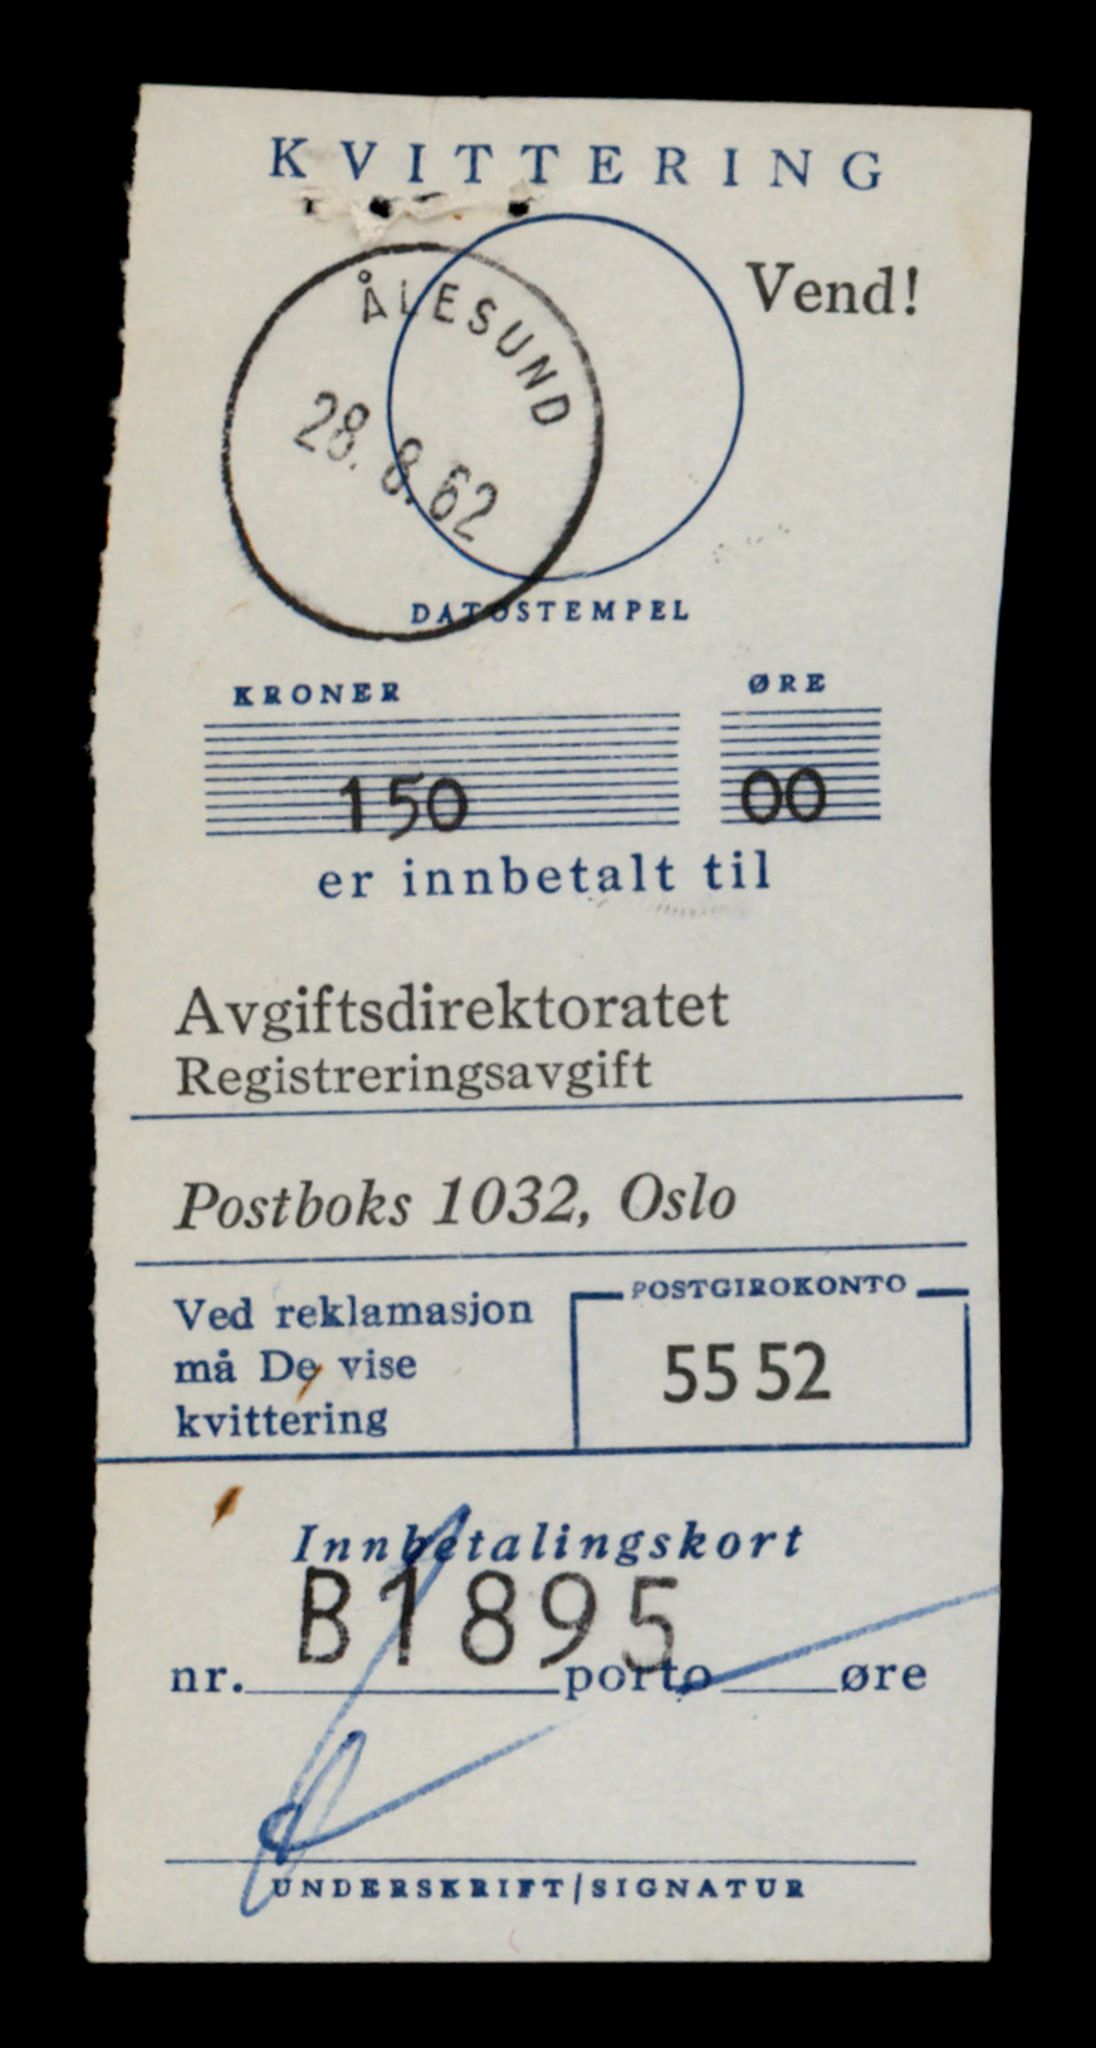 KVITTERING
Vend!
ÅLESUND
28. 8. 62
DATOSTEMPEL
KRONER ØRE
150 00
er innbetalt til
Avgiftsdirektoratet
Registreringsavgift
Postboks 1032, Oslo
Ved reklamasjon
må De vise
kvittering
POSTGIROKONTO
55 52
Innbetalingskort
B1895
nr. porto øre
UNDERSKRIFT/SIGNATUR